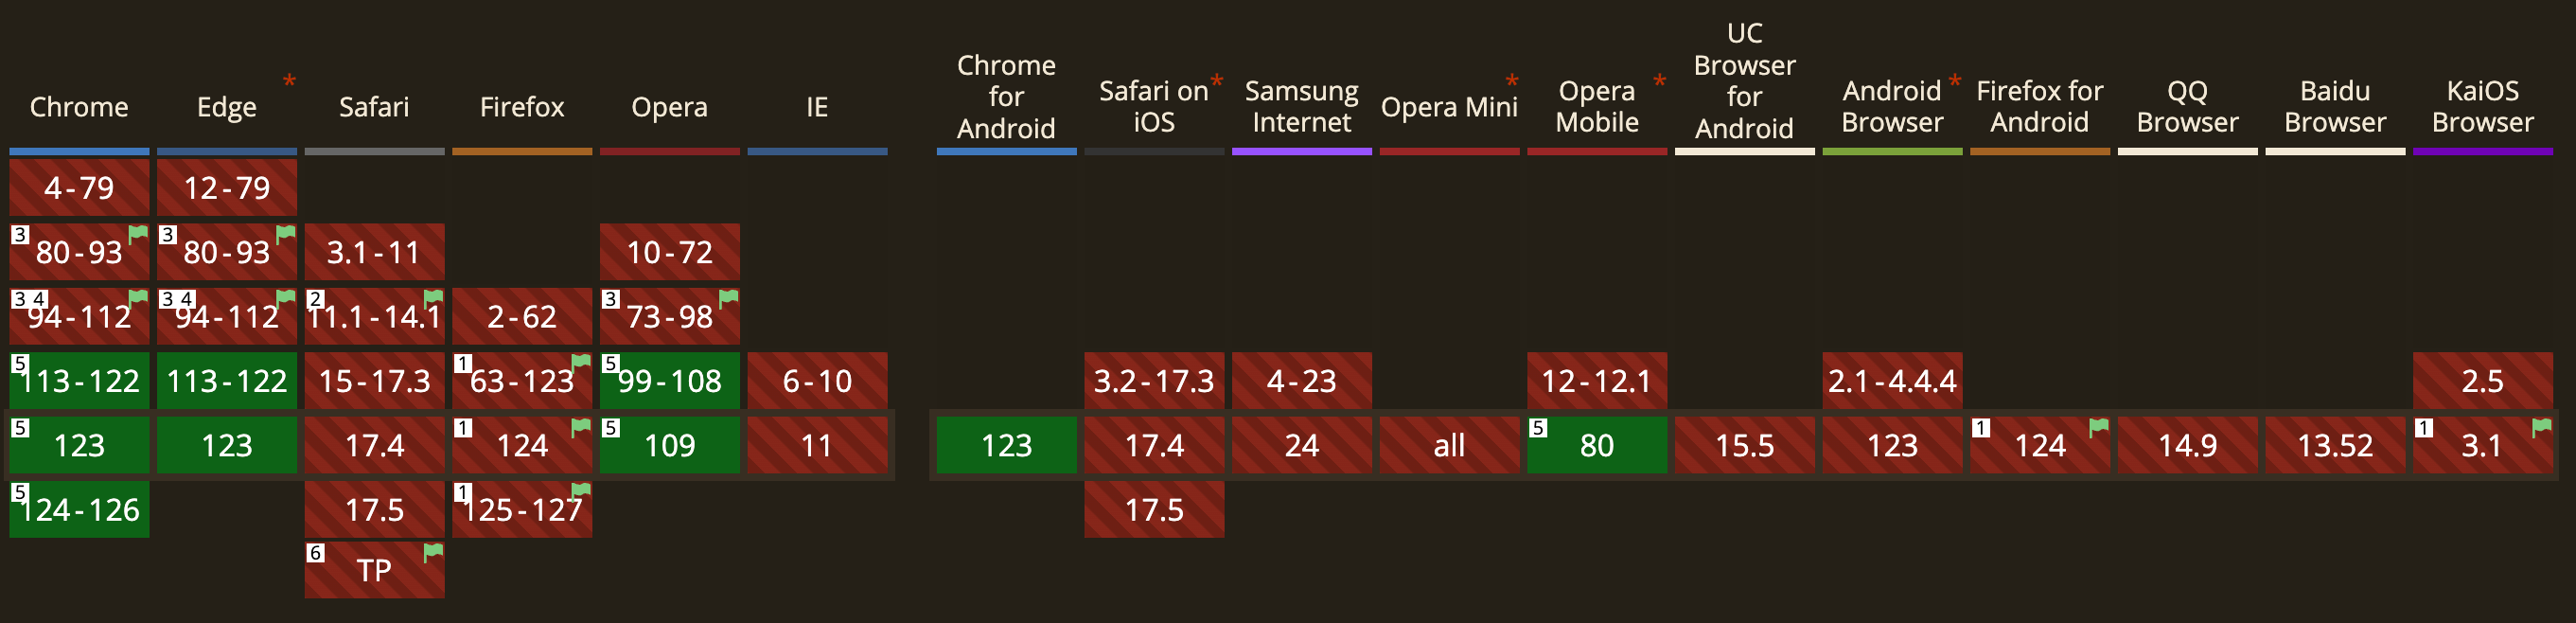 Chrome
Edge *
Safari
Firefox
Opera
IE
Chrome
for
Android
Safari on *
iOS
Samsung
Internet
Opera Mini *
Opera *
Mobile
UC
Browser
for
Android
Android *
Browser
Firefox for
Android
QQ
Browser
Baidu
Browser
KaiOS
Browser
4-79 12-79
3 80-93 3 80-93 3.1-11 10-72
3 4 94-112 3 4 94-112 2 11.1-14.1 2-62 3 73-98
5 113-122 113-122 15-17.3 1 63-123 5 99-108 6-10 3.2-17.3 4-23 12-12.1 2.1-4.4.4 2.5
5 123 123 17.4 1 124 5 109 11 123 17.4 24 all 5 80 15.5 123 1 124 14.9 13.52 1 3.1
5 124-126 17.5 1 125-127 17.5
6 TP